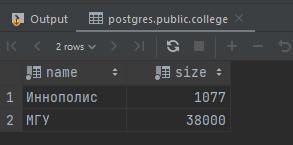 Output postgres.public.college
2 rows
name size
1 Иннополис 1077
2 МГУ 38000